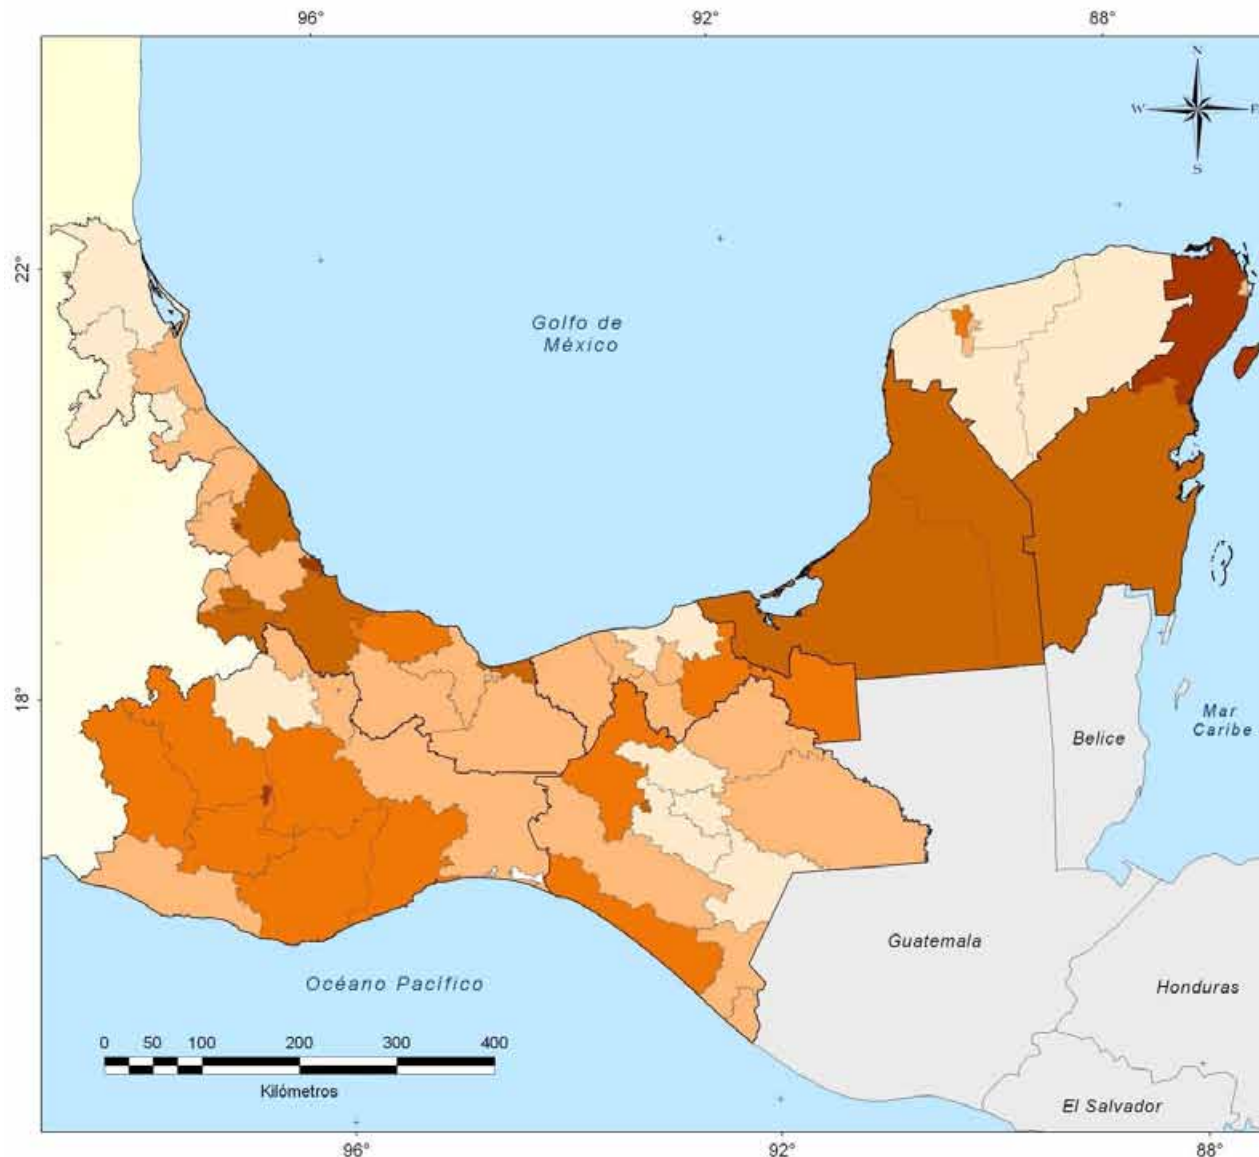 96°
92°
88°
N
W
E
S
22°
Golfo de
México
18°
Mar
Caribe
Belice
Guatemala
Océano Pacífico
Honduras
0 50 100 200 300 400
Kilómetros
El Salvador
96°
92°
88°